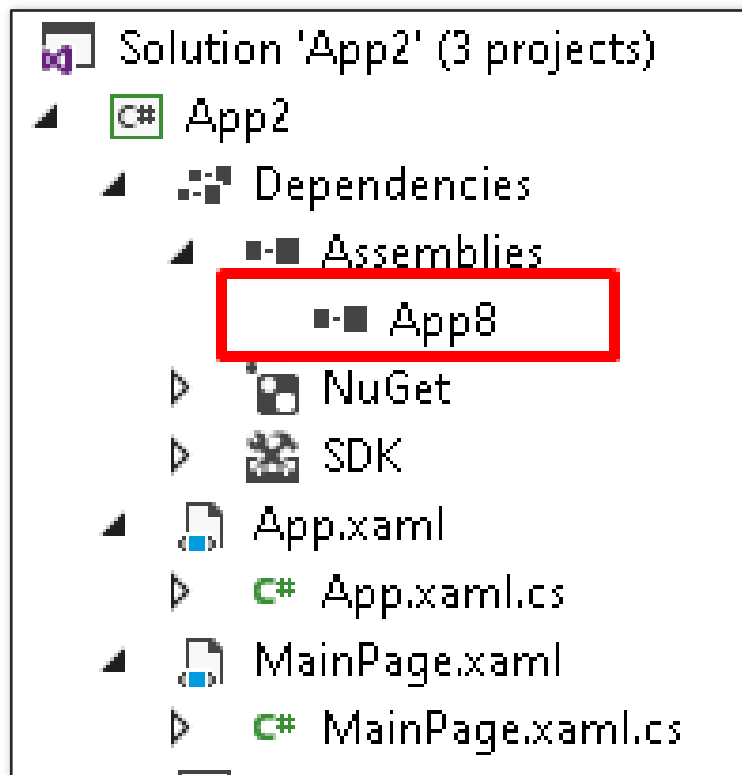 Solution 'App2' (3 projects)
C# App2
Dependencies
Assemblies
App8
NuGet
SDK
App.xaml
C# App.xaml.cs
MainPage.xaml
C# MainPage.xaml.cs